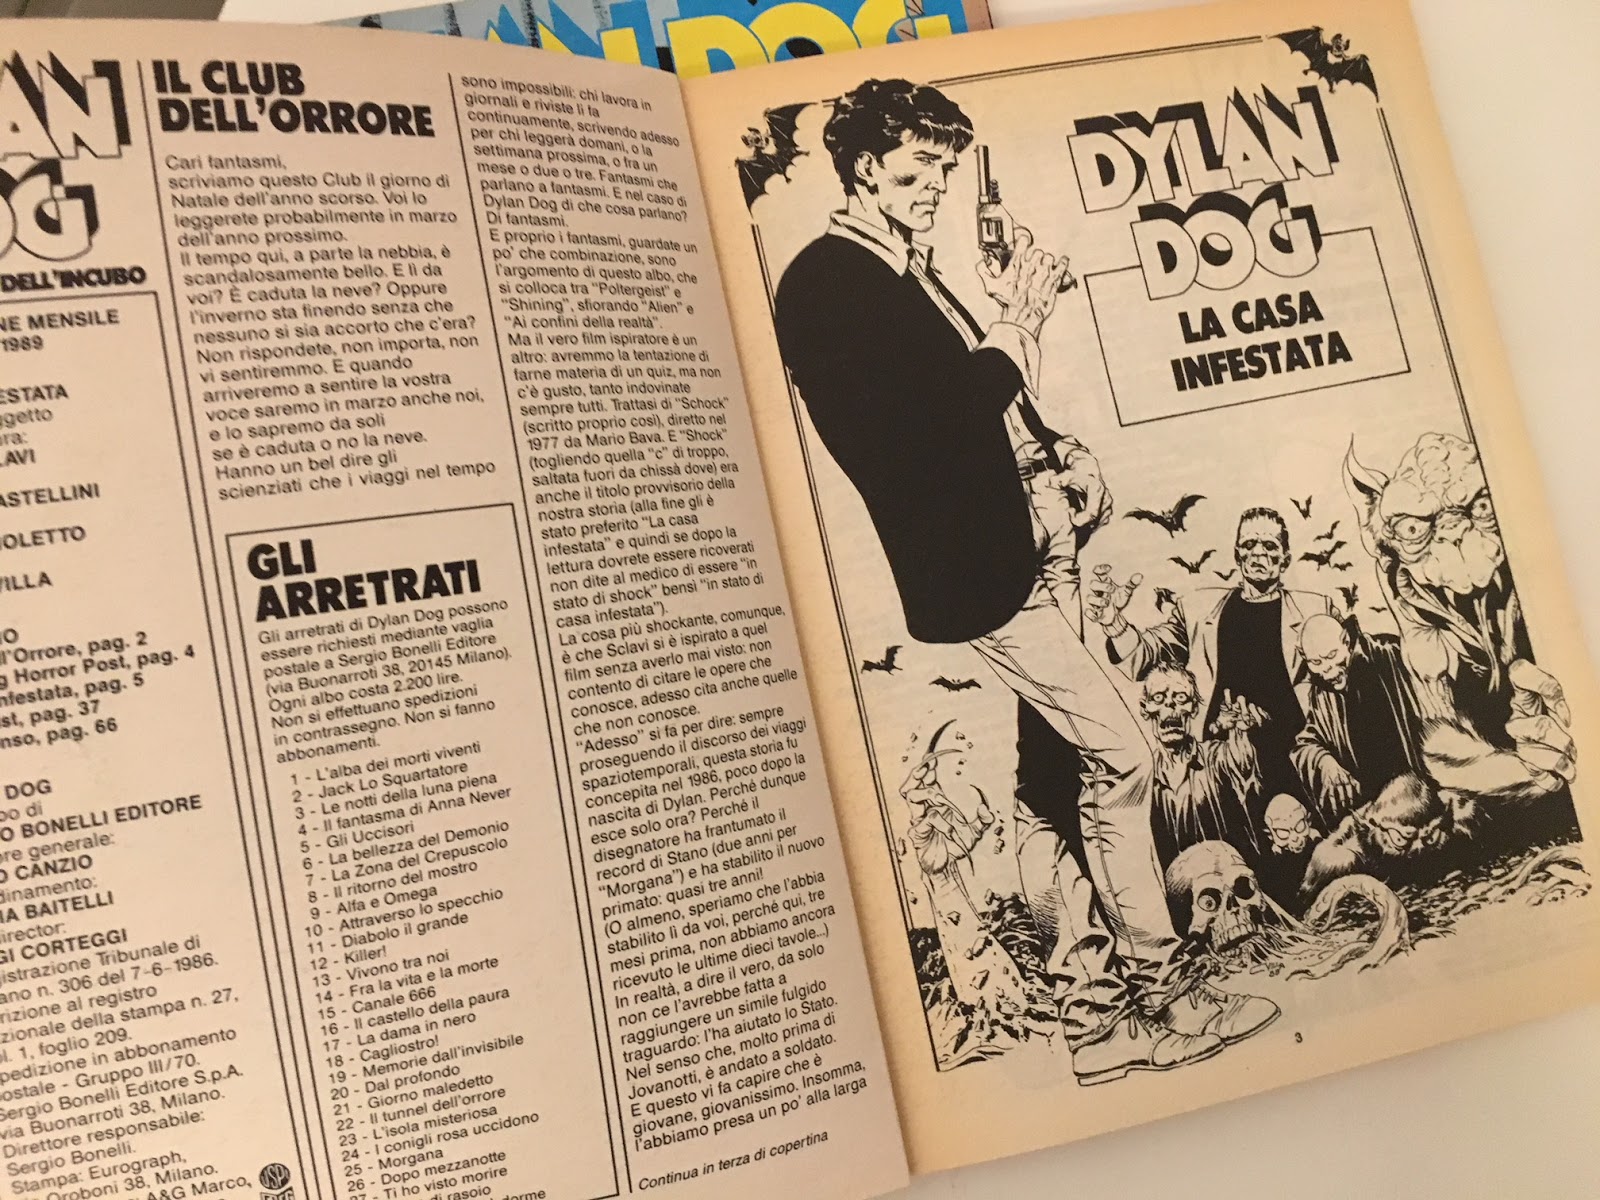 AN DOG
LAN
OG
DELL'INCUBO
NE MENSILE
1989
ESTATA
ggetto
ura:
LAVI
ASTELLINI
OLETTO
VILLA
NO
ll'Orrore, pag. 2
g Horror Post, pag. 4
nfestata, pag. 5
st, pag. 37
nso, pag. 66
DOG
po di
O BONELLI EDITORE
ore generale:
O CANZIO
dinamento:
IA BAITELLI
director:
GI CORTEGGI
gistrazione Tribunale di
ano n. 306 del 7-6-1986.
rizione al registro
zionale della stampa n. 27,
ol. 1, foglio 209.
pedizione in abbonamento
ostale - Gruppo III/70.
Sergio Bonelli Editore S.p.A.
via Buonarroti 38, Milano.
Direttore responsabile:
Sergio Bonelli.
Stampa: Eurograph,
Oroboni 38, Milano.
A&G Marco,
IL CLUB
DELL'ORRORE
Cari fantasmi,
scriviamo questo Club il giorno di
Natale dell'anno scorso. Voi lo
leggerete probabilmente in marzo
dell'anno prossimo.
Il tempo qui, a parte la nebbia, è
scandalosamente bello. E lì da
voi? È caduta la neve? Oppure
l'inverno sta finendo senza che
nessuno si sia accorto che c'era?
Non rispondete, non importa, non
vi sentiremmo. E quando
arriveremo a sentire la vostra
voce saremo in marzo anche noi,
e lo sapremo da soli
se è caduta o no la neve.
Hanno un bel dire gli
scienziati che i viaggi nel tempo
GLI
ARRETRATI
Gli arretrati di Dylan Dog possono
essere richiesti mediante vaglia
postale a Sergio Bonelli Editore
(via Buonarroti 38, 20145 Milano).
Ogni albo costa 2.200 lire.
Non si effettuano spedizioni
in contrassegno. Non si fanno
abbonamenti.
1 - L'alba dei morti viventi
2 - Jack Lo Squartatore
3 - Le notti della luna piena
4 - Il fantasma di Anna Never
5 - Gli Uccisori
6 - La bellezza del Demonio
7 - La Zona del Crepuscolo
8 - Il ritorno del mostro
9 - Alfa e Omega
10 - Attraverso lo specchio
11 - Diabolo il grande
12 - Killer!
13 - Vivono tra noi
14 - Fra la vita e la morte
15 - Canale 666
16 - Il castello della paura
17 - La dama in nero
18 - Cagliostro!
19 - Memorie dall'invisibile
20 - Dal profondo
21 - Giorno maledetto
22 - Il tunnel dell'orrore
23 - L'isola misteriosa
24 - I conigli rosa uccidono
25 - Morgana
26 - Dopo mezzanotte
27 - Ti ho visto morire
di rasoio
dorme
sono impossibili: chi lavora in
giornali e riviste li fa
continuamente, scrivendo adesso
per chi leggerà domani, o la
settimana prossima, o fra un
mese o due o tre. Fantasmi che
parlano a fantasmi. E nel caso di
Dylan Dog di che cosa parlano?
Di fantasmi.
E proprio i fantasmi, guardate un
po' che combinazione, sono
l'argomento di questo albo, che
si colloca tra "Poltergeist" e
"Shining", sfiorando "Alien" e
"Ai confini della realtà".
Ma il vero film ispiratore è un
altro: avremmo la tentazione di
farne materia di un quiz, ma non
c'è gusto, tanto indovinate
sempre tutti. Trattasi di "Schock"
(scritto proprio così), diretto nel
1977 da Mario Bava. E "Shock"
(togliendo quella "c" di troppo,
saltata fuori da chissà dove) era
anche il titolo provvisorio della
nostra storia (alla fine gli è
stato preferito "La casa
infestata" e quindi se dopo la
lettura dovrete essere ricoverati
non dite al medico di essere "in
stato di shock" bensì "in stato di
casa infestata").
La cosa più shockante, comunque,
è che Sclavi si è ispirato a quel
film senza averlo mai visto: non
contento di citare le opere che
conosce, adesso cita anche quelle
che non conosce.
"Adesso" si fa per dire: sempre
proseguendo il discorso dei viaggi
spaziotemporali, questa storia fu
concepita nel 1986, poco dopo la
nascita di Dylan. Perché dunque
esce solo ora? Perché il
disegnatore ha frantumato il
record di Stano (due anni per
"Morgana") e ha stabilito il nuovo
primato: quasi tre anni!
(O almeno, speriamo che l'abbia
stabilito lì da voi, perché qui, tre
mesi prima, non abbiamo ancora
ricevuto le ultime dieci tavole...)
In realtà, a dire il vero, da solo
non ce l'avrebbe fatta a
raggiungere un simile fulgido
traguardo: l'ha aiutato lo Stato.
Nel senso che, molto prima di
Jovanotti, è andato a soldato.
E questo vi fa capire che è
giovane, giovanissimo. Insomma,
l'abbiamo presa un po' alla larga
Continua in terza di copertina
DYLAN
DOG
LA CASA
INFESTATA
3